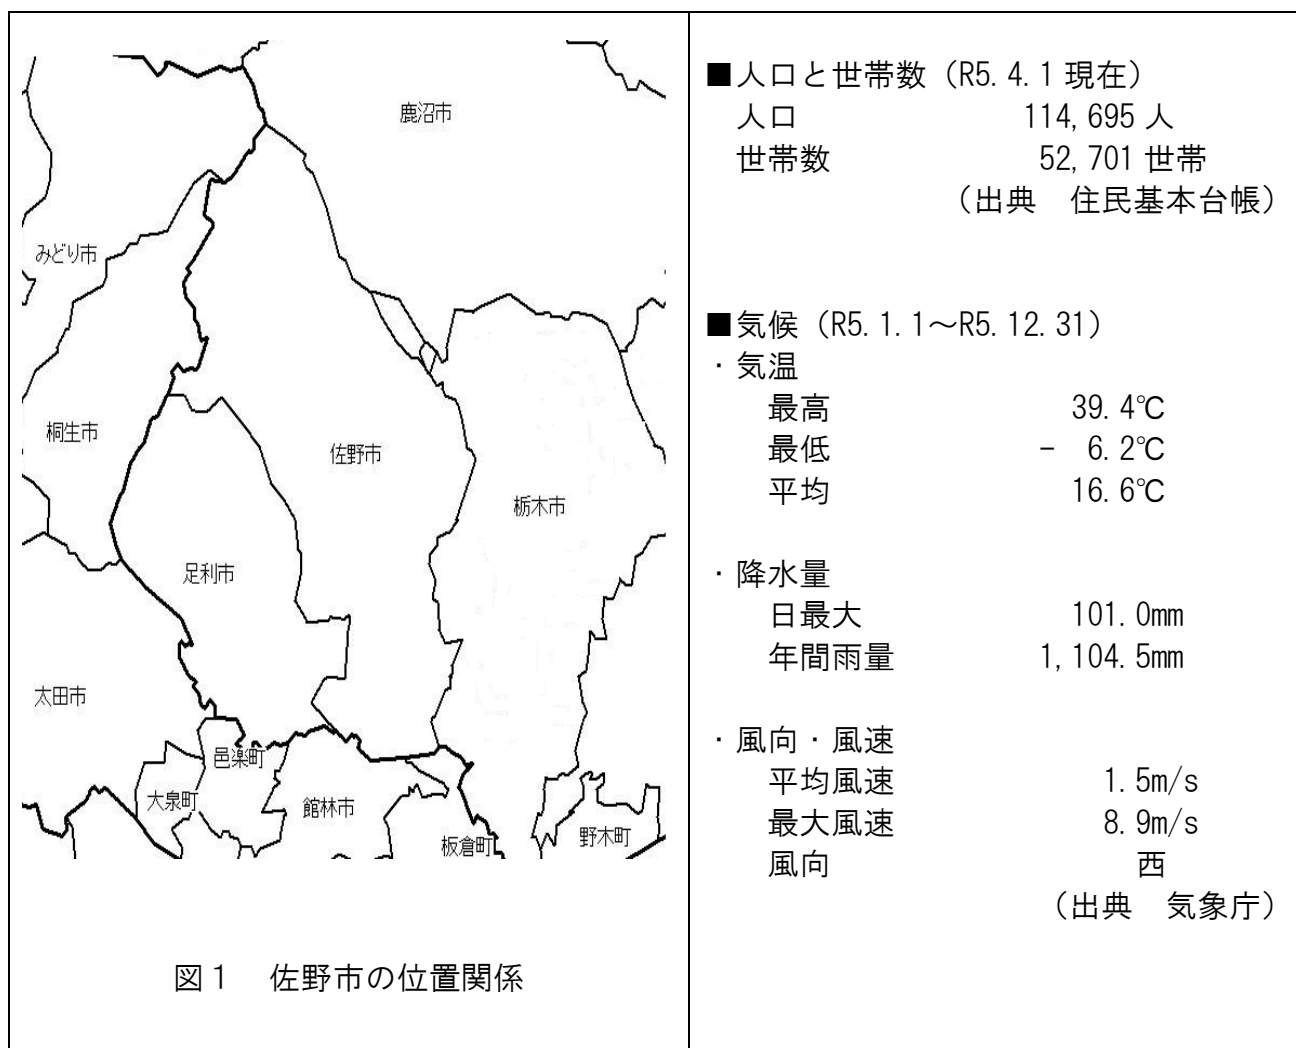 鹿沼市
みどり市
桐生市
佐野市
栃木市
足利市
太田市
邑楽町
大泉町
館林市
板倉町
野木町
図1 佐野市の位置関係
■人口と世帯数（R5.4.1現在）
人口 114,695人
世帯数 52,701世帯
（出典 住民基本台帳）
■気候（R5.1.1～R5.12.31）
・気温
最高 39.4℃
最低 － 6.2℃
平均 16.6℃
・降水量
日最大 101.0mm
年間雨量 1,104.5mm
・風向・風速
平均風速 1.5m/s
最大風速 8.9m/s
風向 西
（出典 気象庁）